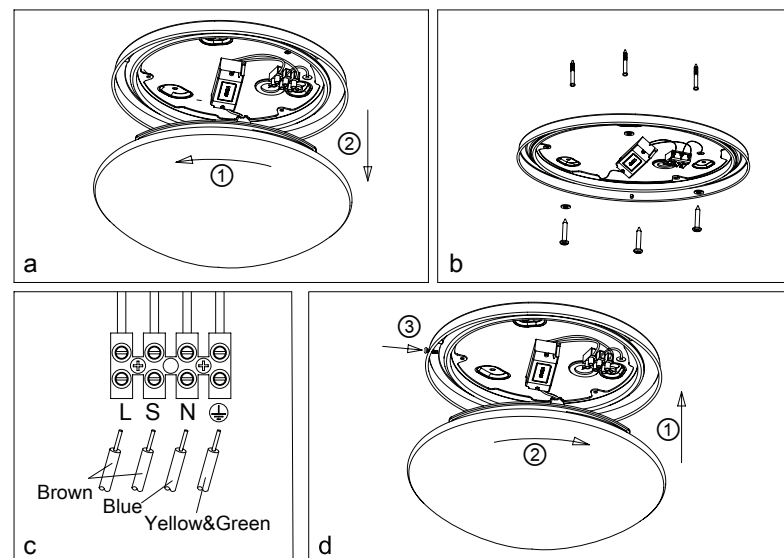 ②
①
a
b
L S N
Brown
Blue
Yellow&Green
c
③
①
②
d